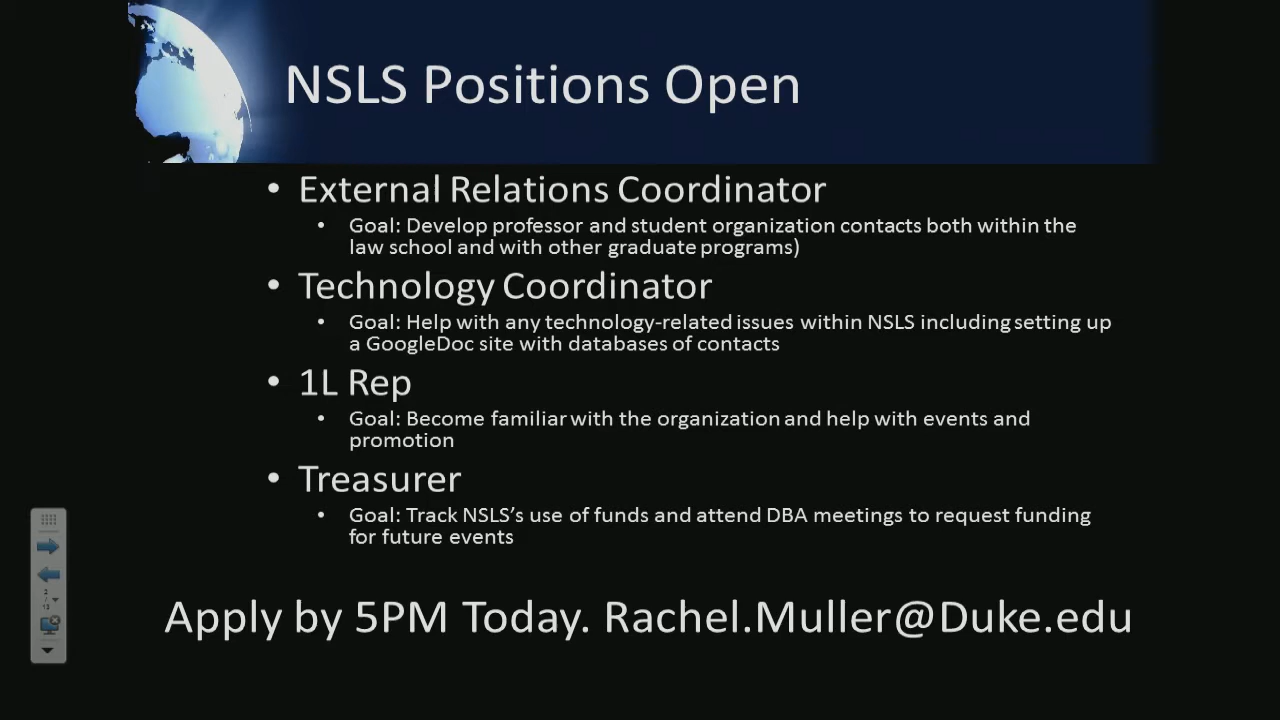 NSLS Positions Open
• External Relations Coordinator
• Goal: Develop professor and student organization contacts both within the
law school and with other graduate programs)
• Technology Coordinator
• Goal: Help with any technology-related issues within NSLS including setting up
a GoogleDoc site with databases of contacts
• 1L Rep
• Goal: Become familiar with the organization and help with events and
promotion
• Treasurer
• Goal: Track NSLS's use of funds and attend DBA meetings to request funding
for future events
2
/
13
Apply by 5PM Today. Rachel.Muller@Duke.edu